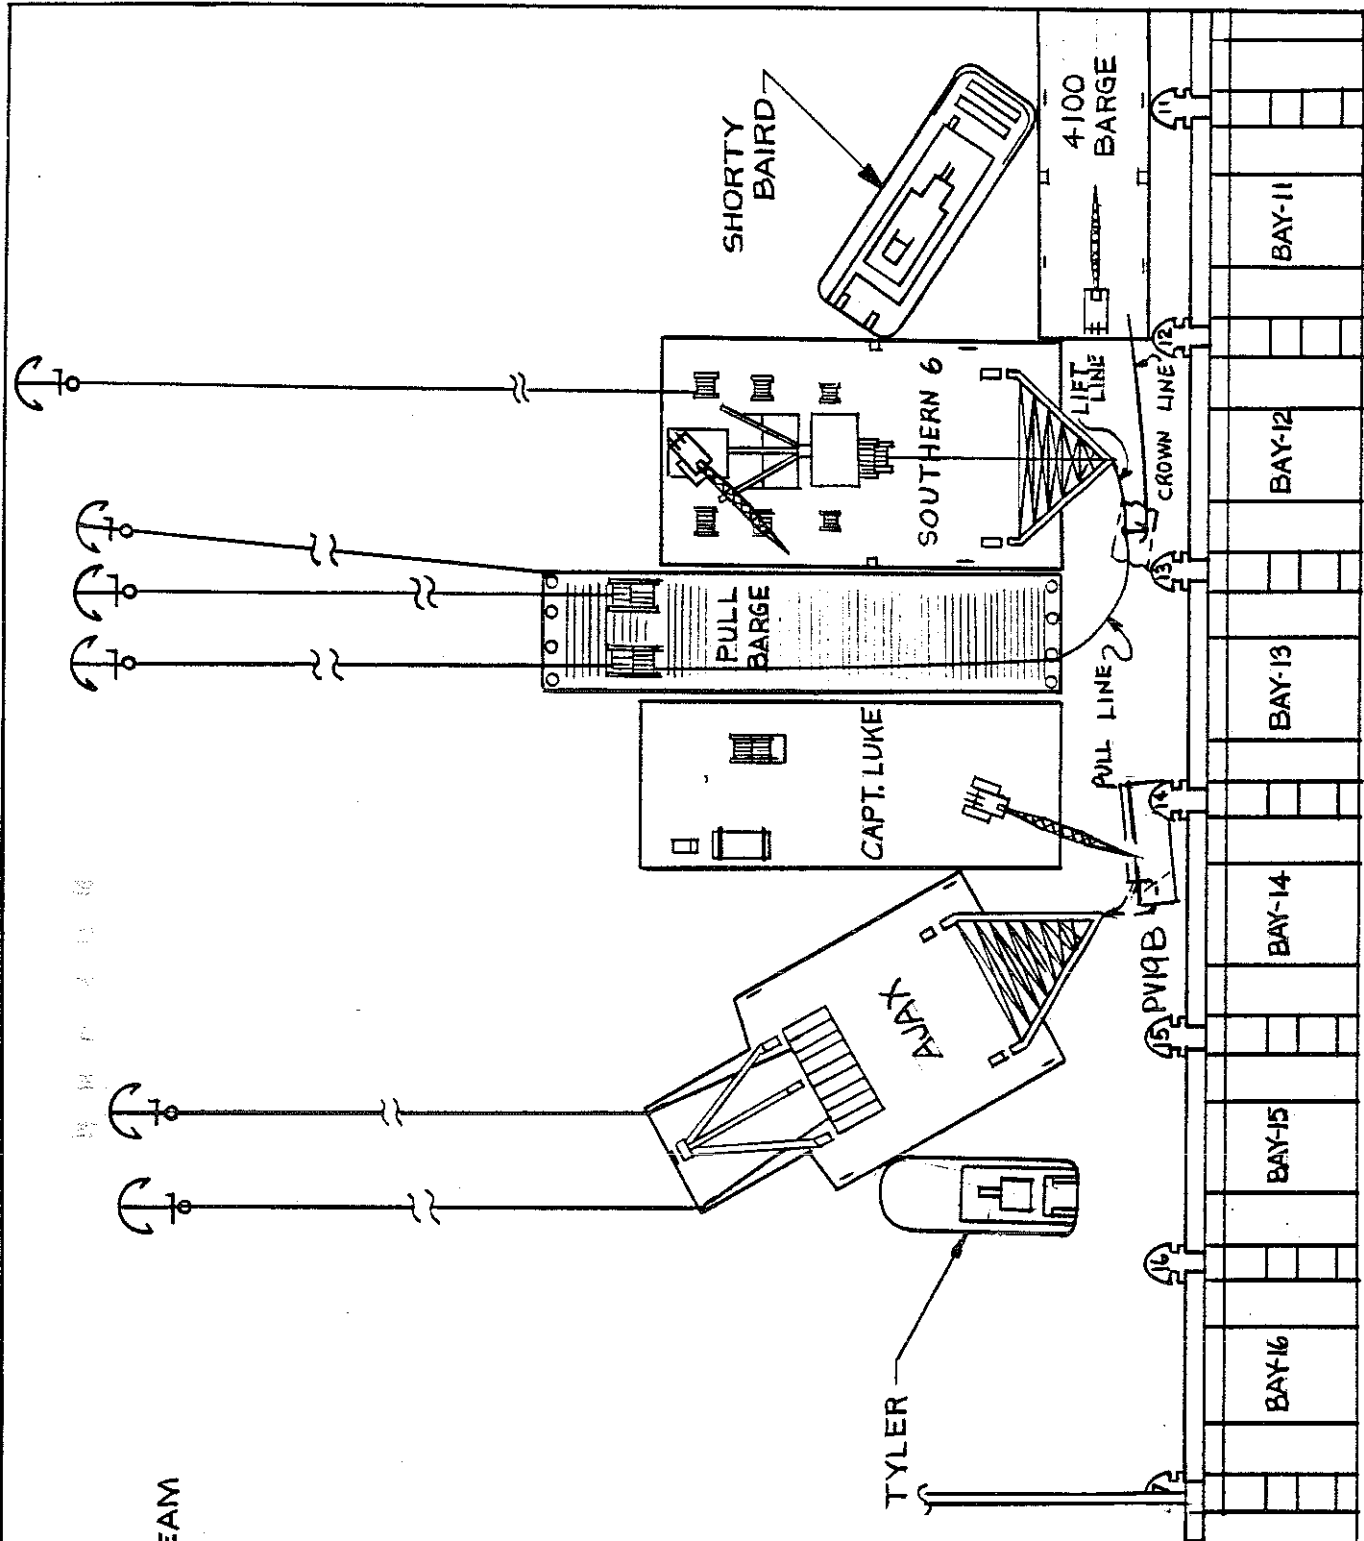 EAM
TYLER
AJAX
CAPT. LUKE
PULL
BARGE
SOUTHERN 6
SHORTY
BAIRD
4100
BARGE
PV19B
PULL LINE
LIFT
LINE
CROWN LINE
7
16
15
14
13
12
11
BAY-16
BAY-15
BAY-14
BAY-13
BAY-12
BAY-11